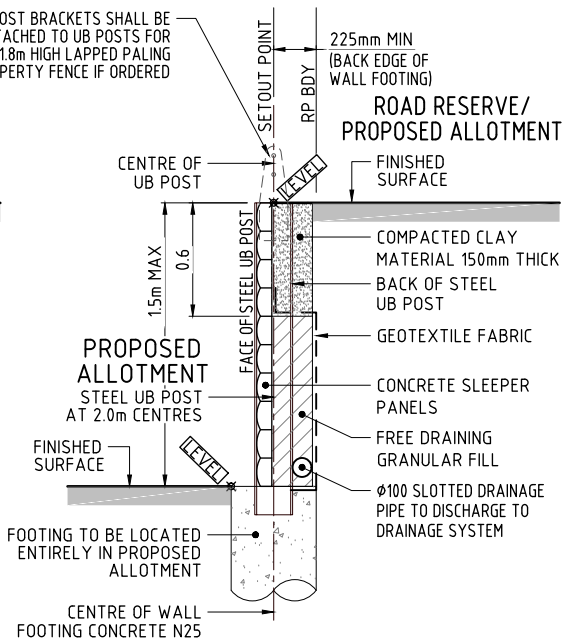 OST BRACKETS SHALL BE
TACHED TO UB POSTS FOR
1.8m HIGH LAPPED PALING
PERTY FENCE IF ORDERED
SETOUT POINT
RP BDY
225mm MIN
(BACK EDGE OF
WALL FOOTING)
ROAD RESERVE/
PROPOSED ALLOTMENT
CENTRE OF
UB POST
LEVEL
FINISHED
SURFACE
1.5m MAX
0.6
FACE OF STEEL UB POST
COMPACTED CLAY
MATERIAL 150mm THICK
BACK OF STEEL
UB POST
GEOTEXTILE FABRIC
PROPOSED
ALLOTMENT
STEEL UB POST
AT 2.0m CENTRES
CONCRETE SLEEPER
PANELS
FREE DRAINING
GRANULAR FILL
FINISHED
SURFACE
LEVEL
Ø100 SLOTTED DRAINAGE
PIPE TO DISCHARGE TO
DRAINAGE SYSTEM
FOOTING TO BE LOCATED
ENTIRELY IN PROPOSED
ALLOTMENT
CENTRE OF WALL
FOOTING CONCRETE N25